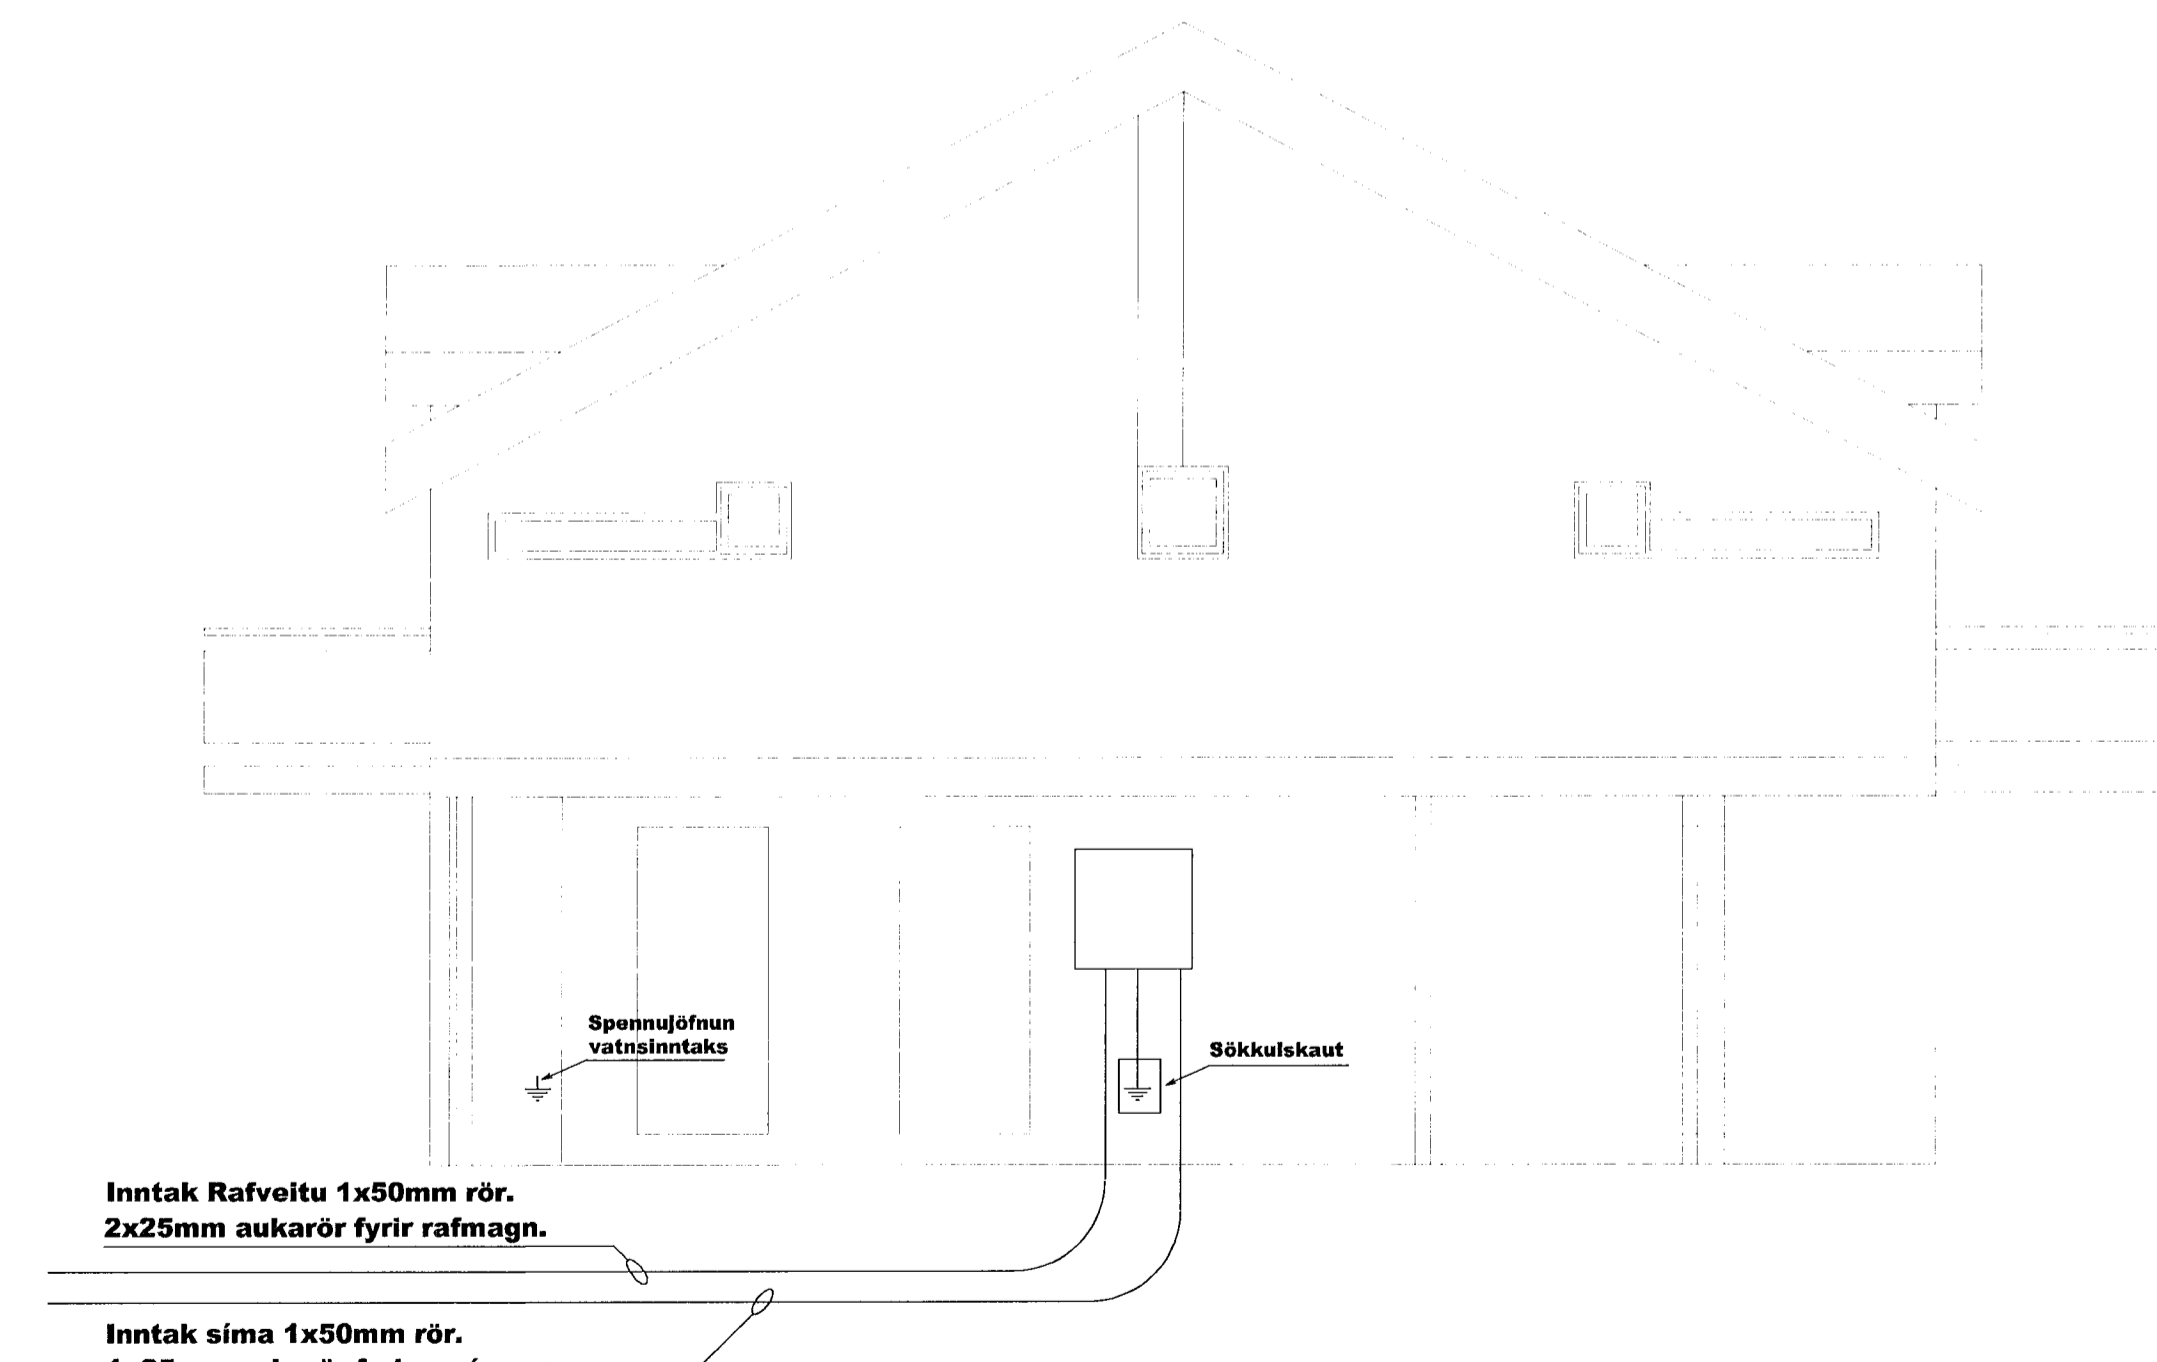 Spennujöfnun
vatnsinntaks
Sökkulskaut
Inntak Rafveitu 1x50mm rör.
2x25mm aukarör fyrir rafmagn.
Inntak síma 1x50mm rör.